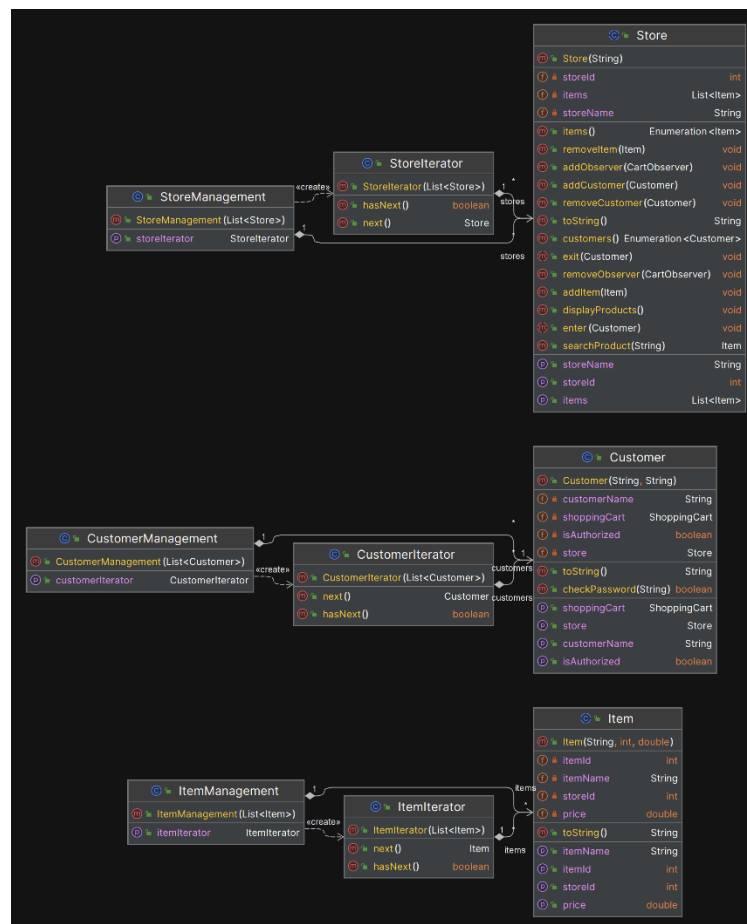 Store
Store(String)
storeId int
items List<Item>
storeName String
items() Enumeration<Item>
removeItem(Item) void
addObserver(CartObserver) void
addCustomer(Customer) void
removeCustomer(Customer) void
toString() String
customers() Enumeration<Customer>
exit(Customer) void
removeObserver(CartObserver) void
addItem(Item) void
displayProducts() void
enter(Customer) void
searchProduct(String) Item
storeName String
storeId int
items List<Item>
StoreIterator
StoreIterator(List<Store>)
hasNext() boolean
next() Store
«create»
1
*
stores
StoreManagement
StoreManagement(List<Store>)
storeIterator StoreIterator
1
*
stores
Customer
Customer(String, String)
customerName String
shoppingCart ShoppingCart
isAuthorized boolean
store Store
toString() String
checkPassword(String) boolean
shoppingCart ShoppingCart
store Store
customerName String
isAuthorized boolean
CustomerManagement
CustomerManagement(List<Customer>)
customerIterator CustomerIterator
1
*
customers
«create»
CustomerIterator
CustomerIterator(List<Customer>)
next() Customer
hasNext() boolean
1
*
customers
Item
Item(String, int, double)
itemId int
itemName String
storeId int
price double
toString() String
itemName String
itemId int
storeId int
price double
ItemManagement
ItemManagement(List<Item>)
itemIterator ItemIterator
1
*
items
«create»
ItemIterator
ItemIterator(List<Item>)
next() Item
hasNext() boolean
1
*
items